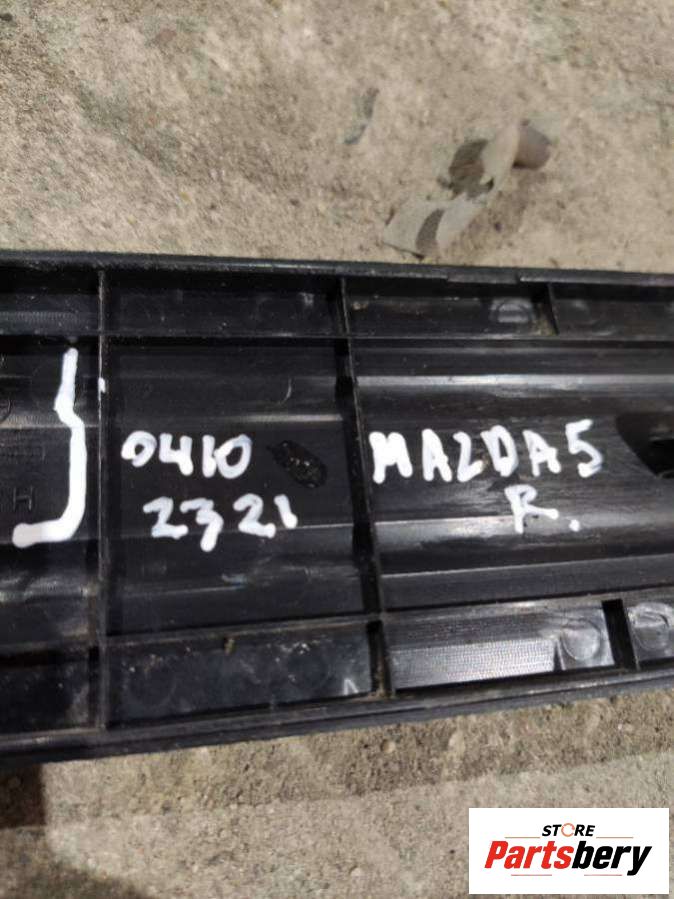 0410
2321
MAZDA5
R.
H
STORE
Partsbery